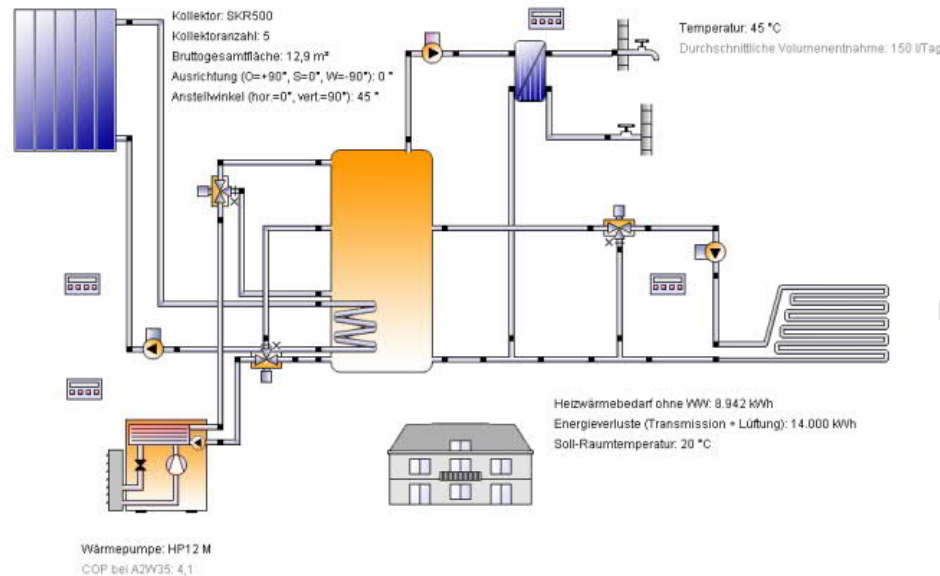 Kollektor: SKR500
Kollektoranzahl: 5
Bruttogesamtfläche: 12,9 m²
Ausrichtung (O=+90°, S=0°, W=-90°): 0 °
Anstellwinkel (hor.=0°, vert.=90°): 45 °
Temperatur: 45 °C
Durchschnittliche Volumenentnahme: 150 l/Tag
Heizwärmebedarf ohne WW: 8.942 kWh
Energieverluste (Transmission + Lüftung): 14.000 kWh
Soll-Raumtemperatur: 20 °C
Wärmepumpe: HP12 M
COP bei A2W35: 4,1